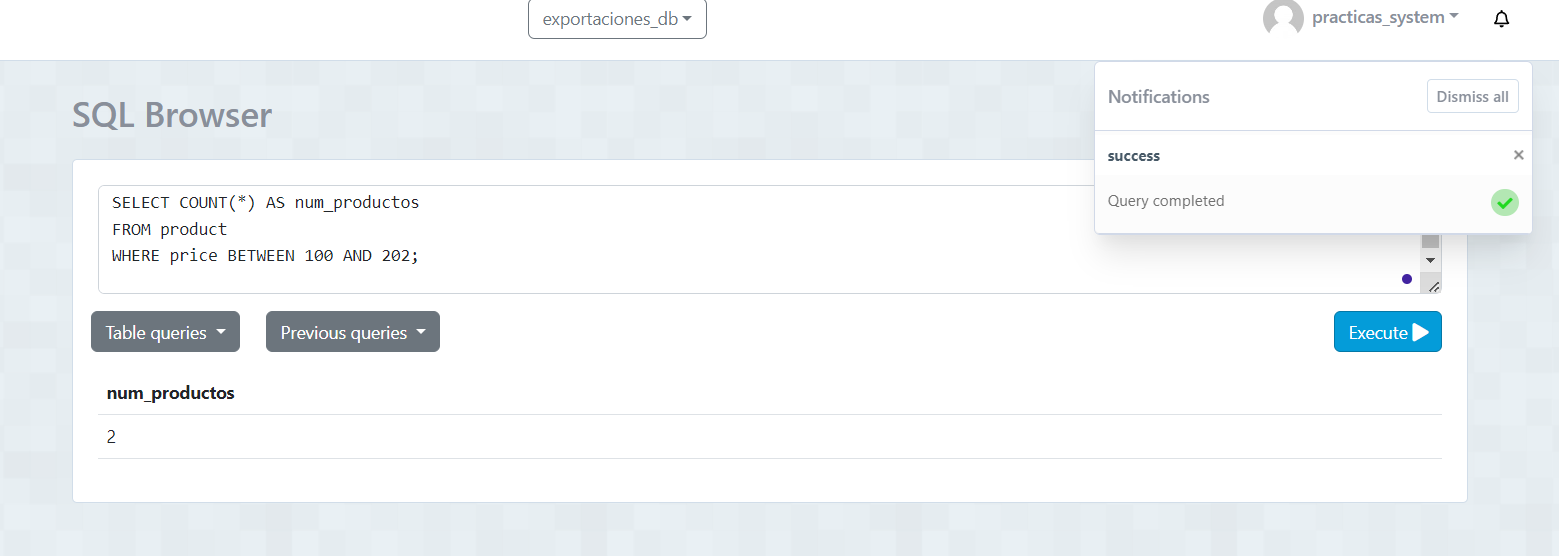 exportaciones_db
practicas_system
SQL Browser
Notifications
Dismiss all
success
×
Query completed
SELECT COUNT(*) AS num_productos
FROM product
WHERE price BETWEEN 100 AND 202;
Table queries
Previous queries
Execute
num_productos
2